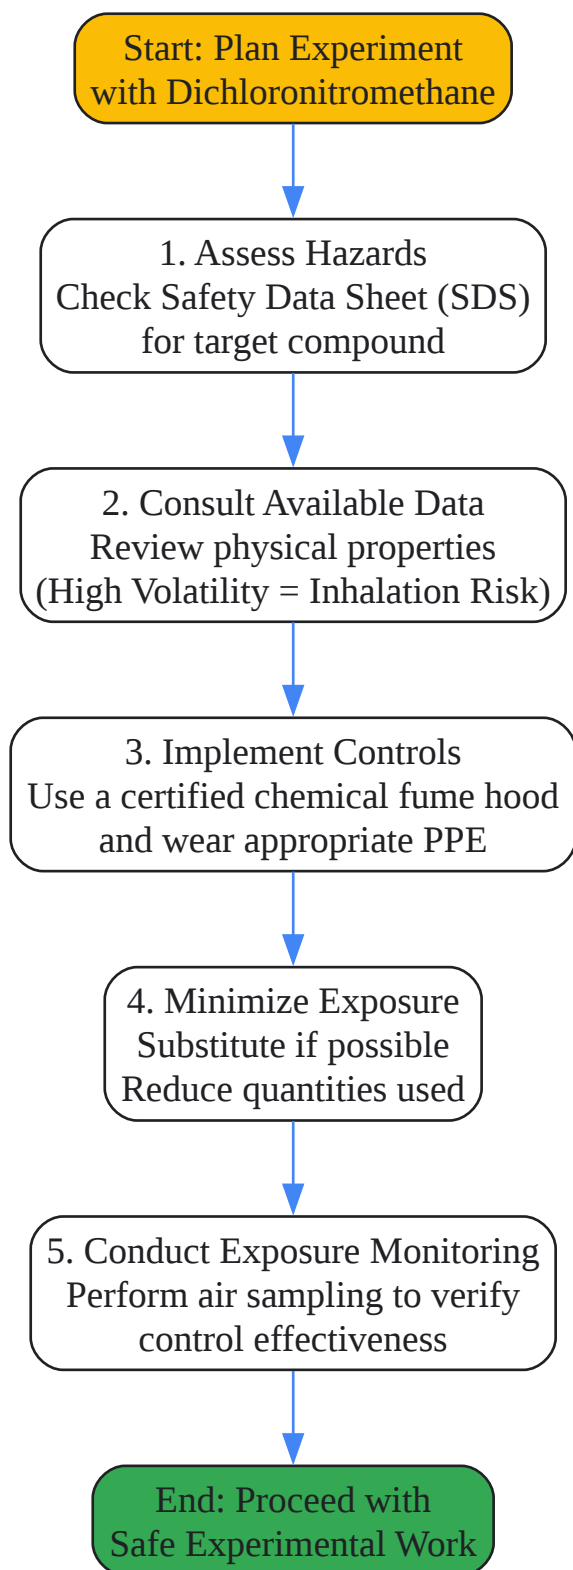 Start: Plan Experiment
with Dichloronitromethane
1. Assess Hazards
Check Safety Data Sheet (SDS)
for target compound
2. Consult Available Data
Review physical properties
(High Volatility = Inhalation Risk)
3. Implement Controls
Use a certified chemical fume hood
and wear appropriate PPE
4. Minimize Exposure
Substitute if possible
Reduce quantities used
5. Conduct Exposure Monitoring
Perform air sampling to verify
control effectiveness
End: Proceed with
Safe Experimental Work